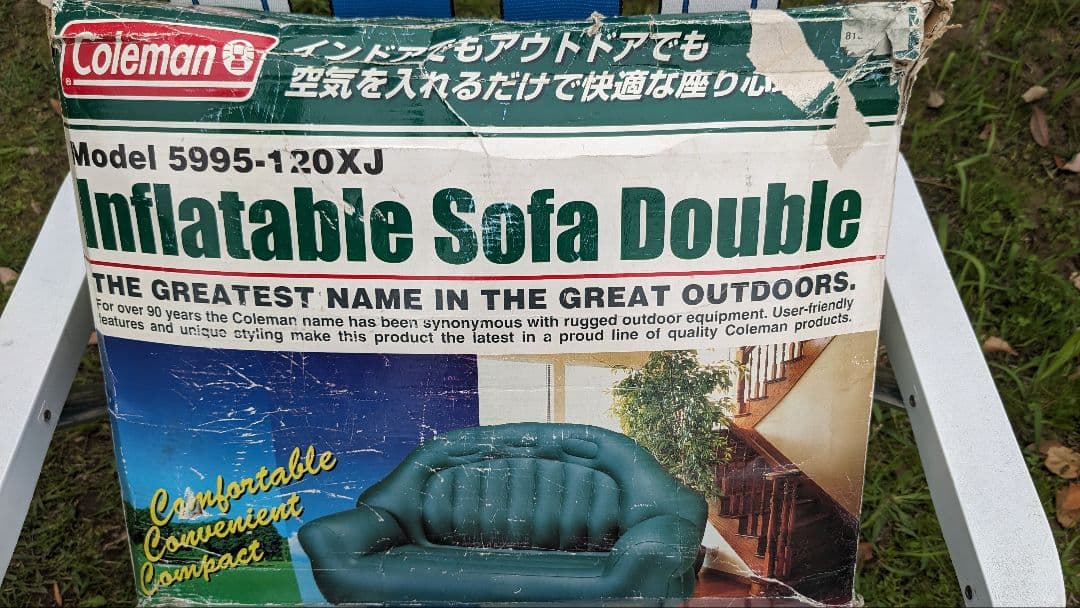 Coleman
インドアでもアウトドアでも
空気を入れるだけで快適な座り心
Model 5995-120XJ
Inflatable Sofa Double
THE GREATEST NAME IN THE GREAT OUTDOORS.
For over 90 years the Coleman name has been synonymous with rugged outdoor equipment. User-friendly
features and unique styling make this product the latest in a proud line of quality Coleman products.
Comfortable
Convenient
Compact